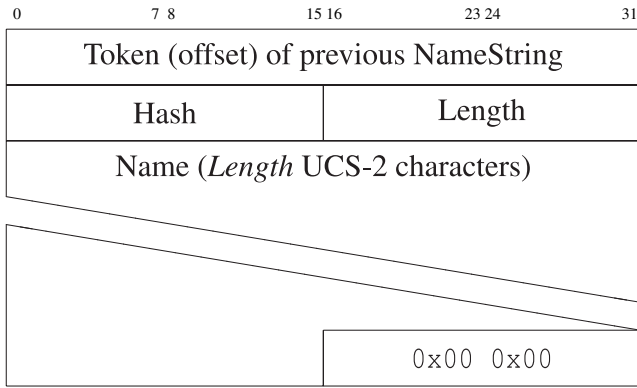 0 7 8 15 16 23 24 31
Token (offset) of previous NameString
Hash Length
Name (Length UCS-2 characters)
0x00 0x00